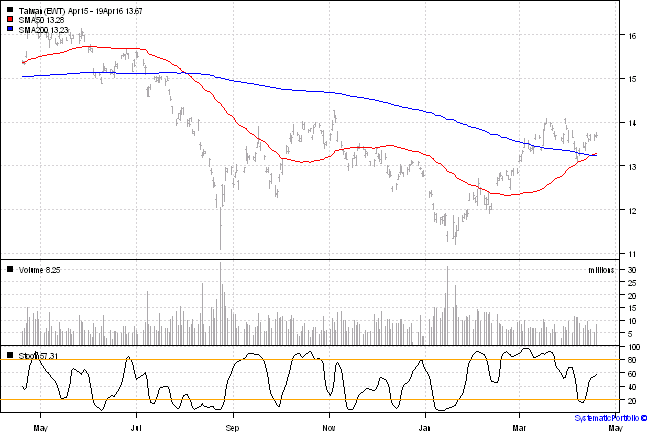 Taiwan (EWT) Apr15 - 19Apr16 13.67
SMA50 13.28
SMA200 13.23
16
15
14
13
12
11
Volume 8.25
millions
30
25
20
15
10
5
Stoch 57.31
100
80
60
40
20
May Jul Sep Nov Jan Mar May
SystematicPortfolio ©